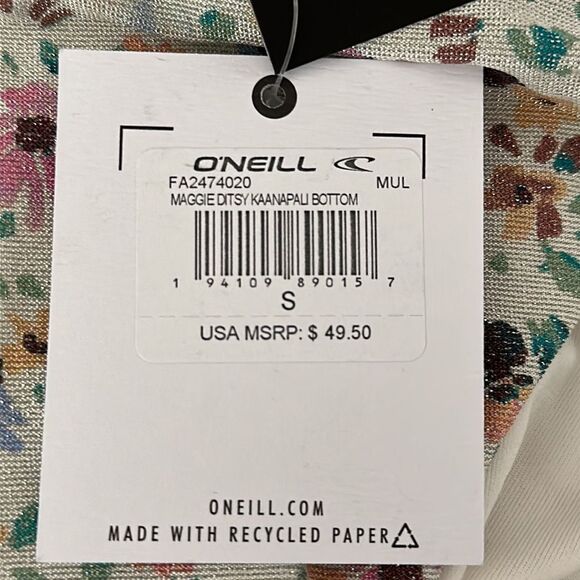 O'NEILL
FA2474020 MUL
MAGGIE DITSY KAANAPALI BOTTOM
1 94109 89015 7
S
USA MSRP: $ 49.50
ONEILL.COM
MADE WITH RECYCLED PAPER